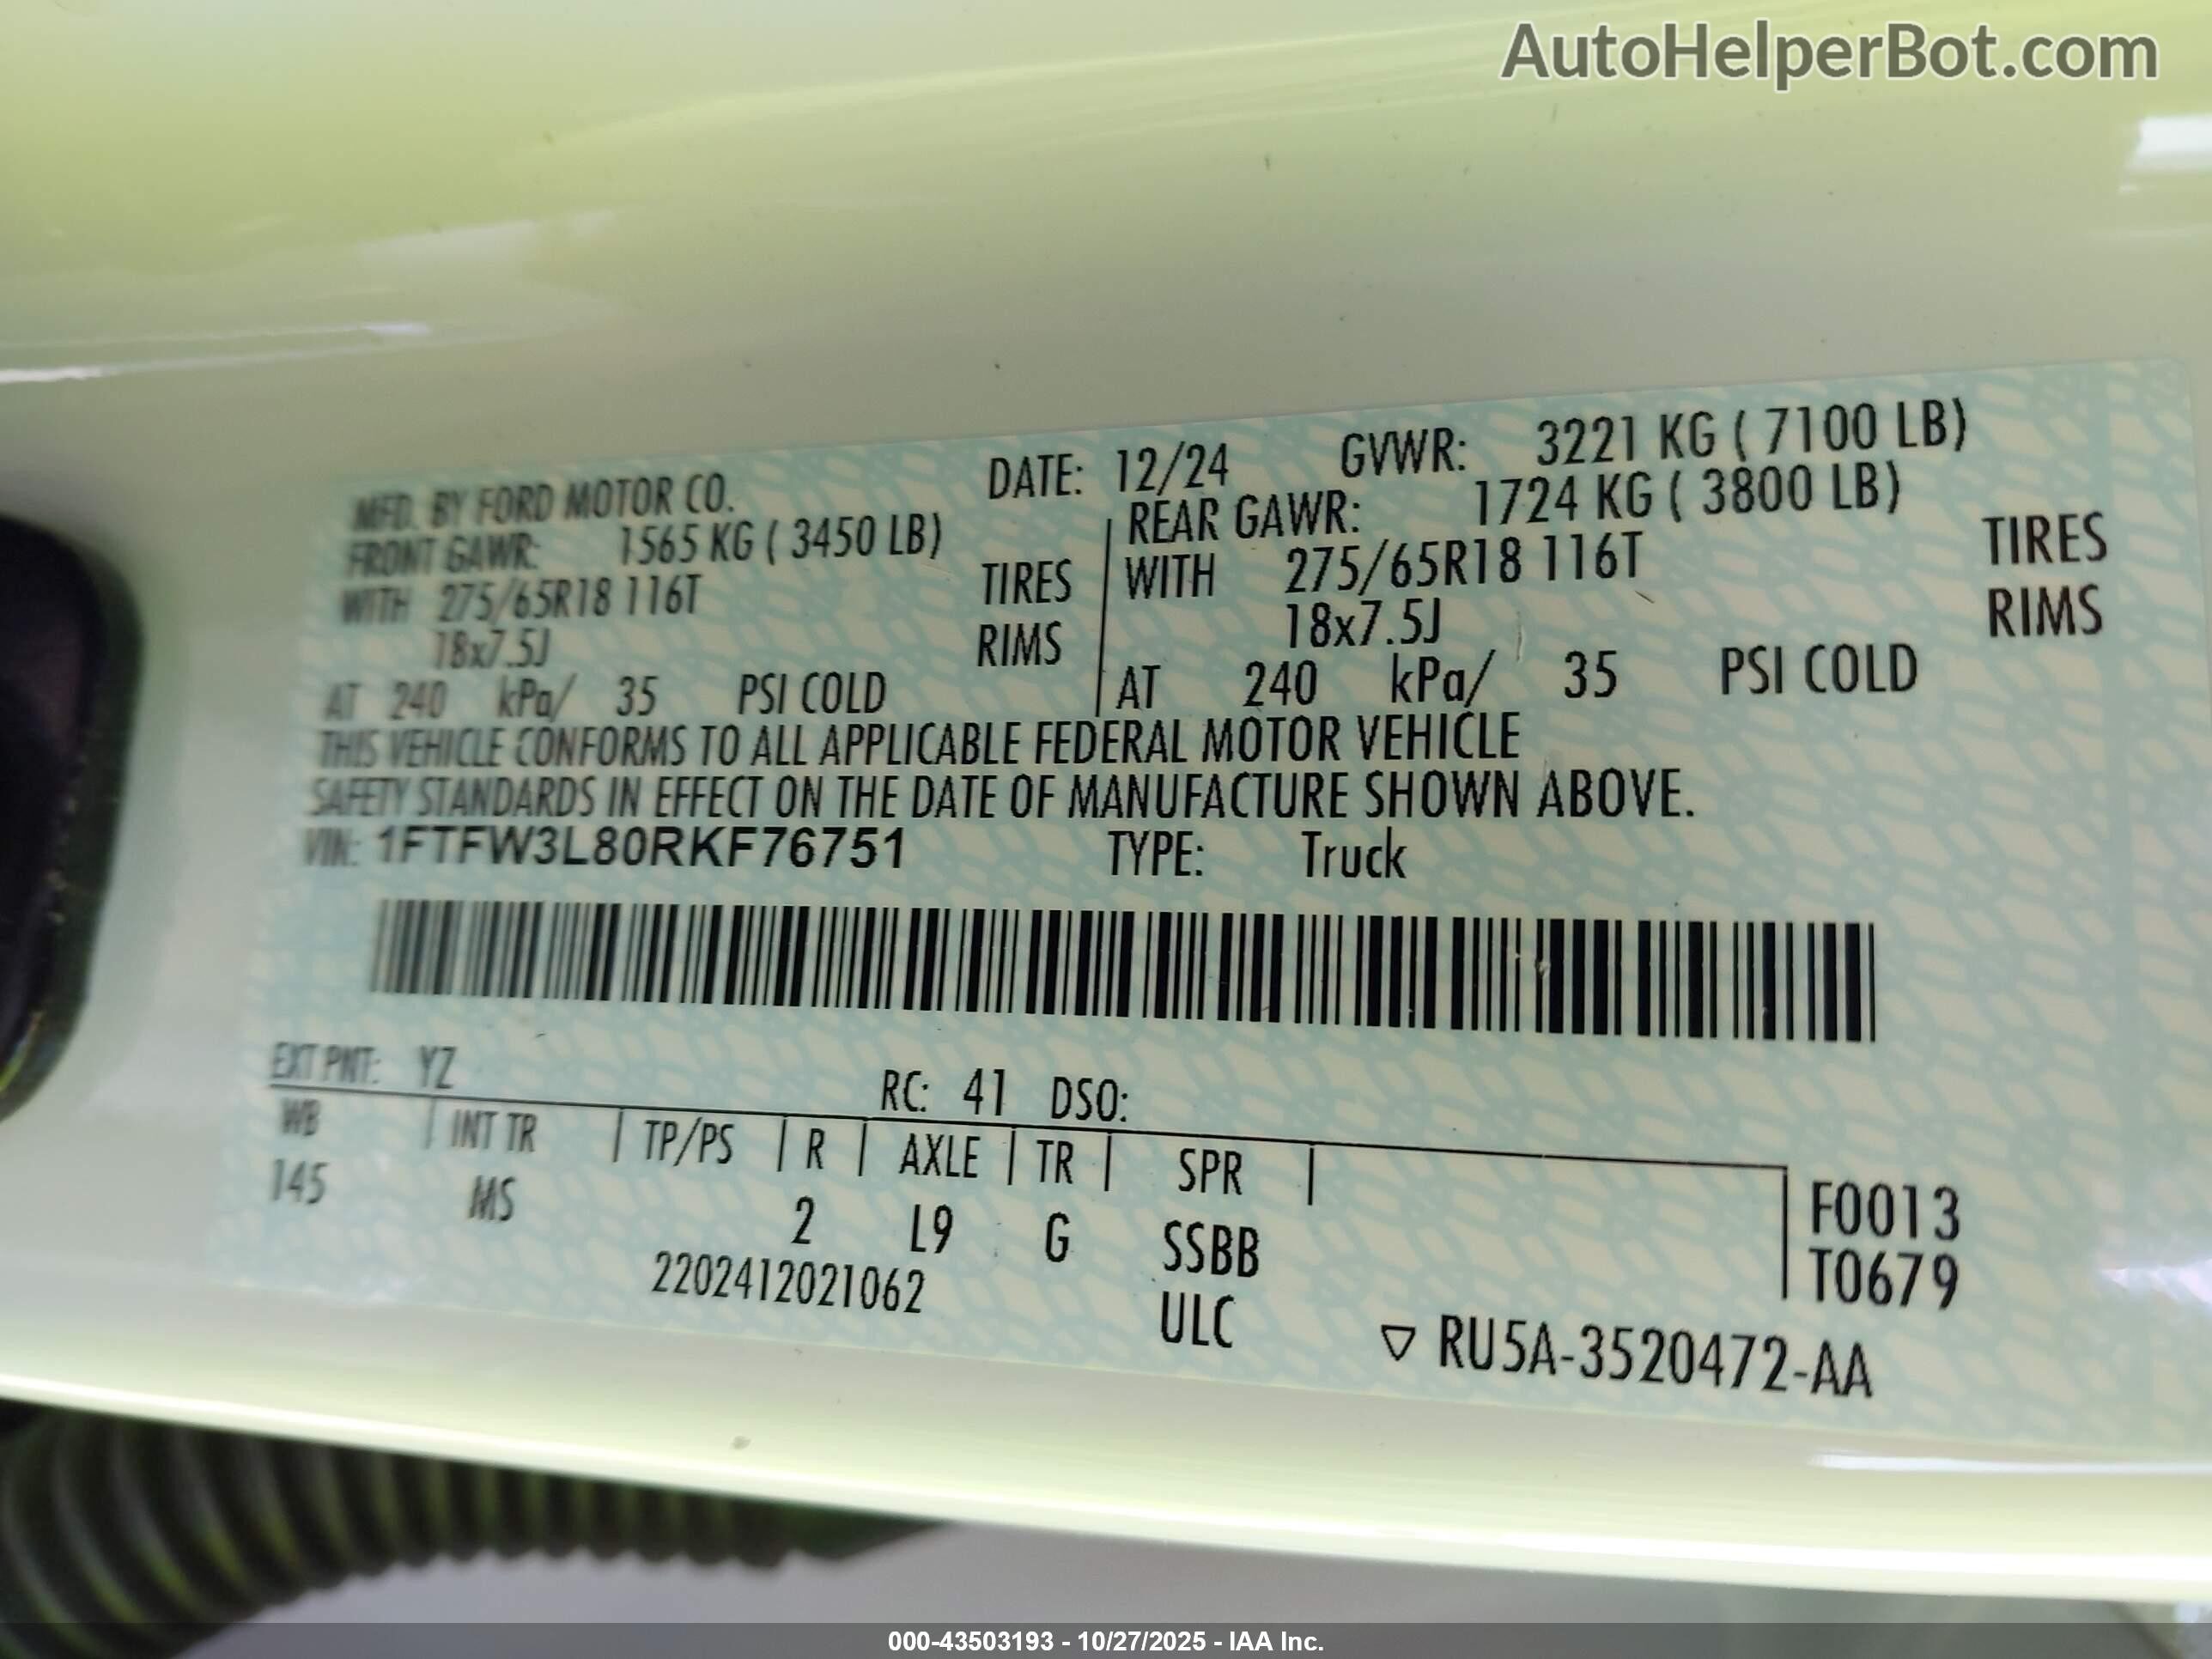 AutoHelperBot.com
MFD. BY FORD MOTOR CO. DATE: 12/24 GVWR: 3221 KG ( 7100 LB)
FRONT GAWR: 1565 KG ( 3450 LB) REAR GAWR: 1724 KG ( 3800 LB)
WITH 275/65R18 116T TIRES WITH 275/65R18 116T TIRES
18x7.5J RIMS 18x7.5J RIMS
AT 240 kPa/ 35 PSI COLD AT 240 kPa/ 35 PSI COLD
THIS VEHICLE CONFORMS TO ALL APPLICABLE FEDERAL MOTOR VEHICLE
SAFETY STANDARDS IN EFFECT ON THE DATE OF MANUFACTURE SHOWN ABOVE.
VIN: 1FTFW3L80RKF76751 TYPE: Truck
EXT PNT: YZ RC: 41 DSO:
WB INT TR TP/PS R AXLE TR SPR
145 MS 2 L9 G SSBB
F0013
T0679
2202412021062 ULC
▽ RU5A-3520472-AA
000-43503193 - 10/27/2025 - IAA Inc.